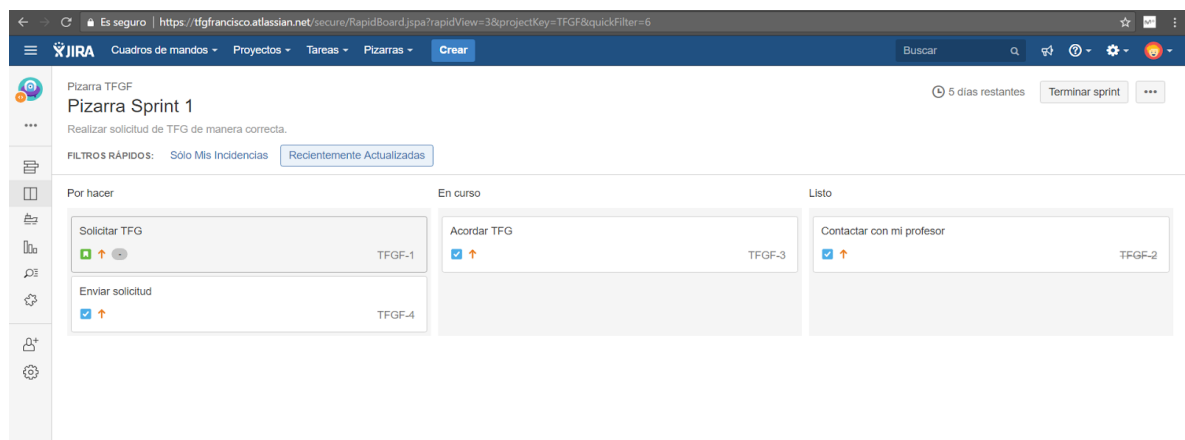 Es seguro | https://tfgfrancisco.atlassian.net/secure/RapidBoard.jspa?rapidView=3&projectKey=TFGF&quickFilter=6
JIRA Cuadros de mandos Proyectos Tareas Pizarras Crear Buscar
Pizarra TFGF
Pizarra Sprint 1
5 días restantes Terminar sprint
Realizar solicitud de TFG de manera correcta.
FILTROS RÁPIDOS: Sólo Mis Incidencias Recientemente Actualizadas
Por hacer En curso Listo
Solicitar TFG Acordar TFG Contactar con mi profesor
- TFGF-1 TFGF-3 TFGF-2
Enviar solicitud
TFGF-4